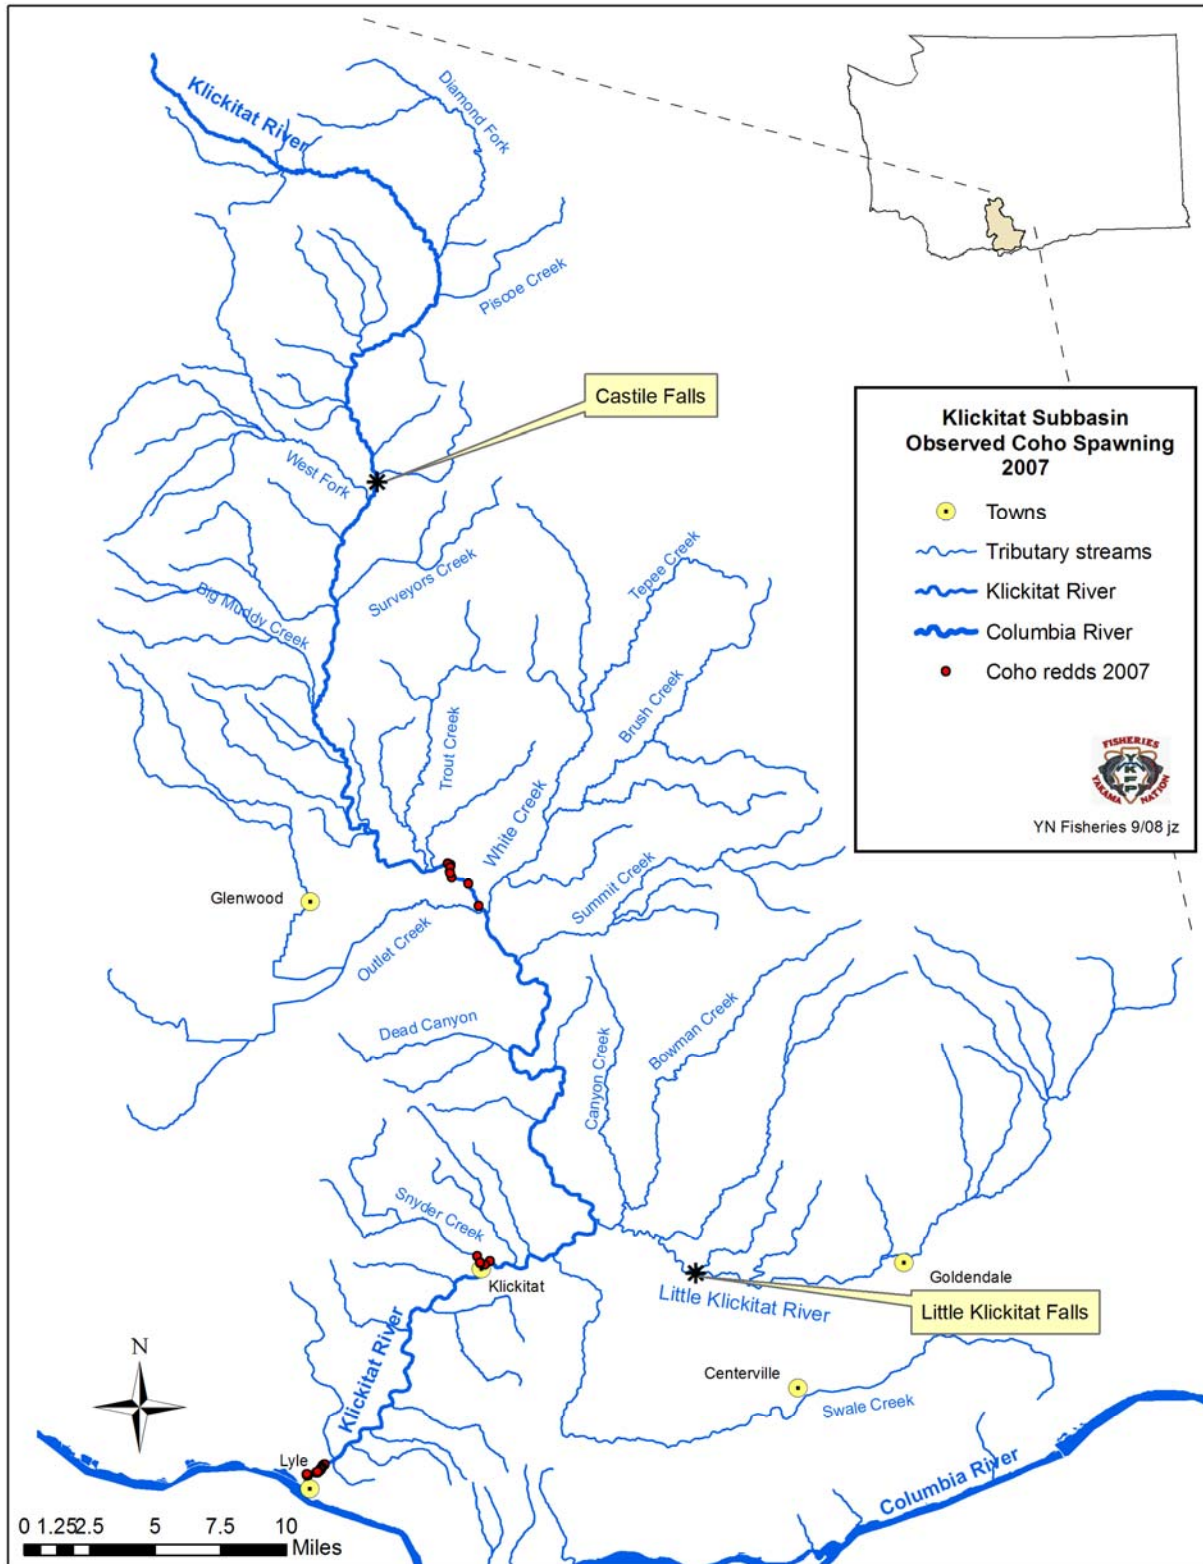 Klickitat River
Diamond Fork
Piscoe Creek
Castile Falls
West Fork
Surveyors Creek
Big Muddy Creek
Tepee Creek
Brush Creek
Trout Creek
White Creek
Summit Creek
Glenwood
Outlet Creek
Dead Canyon
Canyon Creek
Bowman Creek
Snyder Creek
Klickitat
Goldendale
Little Klickitat River
Little Klickitat Falls
Klickitat River
Centerville
Swale Creek
Lyle
Columbia River
N
0 1.25 2.5 5 7.5 10
Miles
Klickitat Subbasin
Observed Coho Spawning
2007
Towns
Tributary streams
Klickitat River
Columbia River
Coho redds 2007
FISHERIES
YKFP
YAKAMA NATION
YN Fisheries 9/08 jz